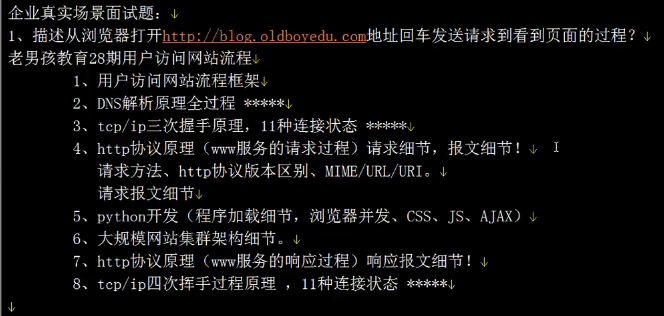 企业真实场景面试题：
1、描述从浏览器打开http://blog.oldboyedu.com地址回车发送请求到看到页面的过程？
老男孩教育28期用户访问网站流程
1、用户访问网站流程框架
2、DNS解析原理全过程 *****
3、tcp/ip三次握手原理，11种连接状态 *****
4、http协议原理（www服务的请求过程）请求细节，报文细节！
请求方法、http协议版本区别、MIME/URL/URI。
请求报文细节
5、python开发（程序加载细节，浏览器并发、CSS、JS、AJAX）
6、大规模网站集群架构细节。
7、http协议原理（www服务的响应过程）响应报文细节！
8、tcp/ip四次挥手过程原理 ，11种连接状态 *****